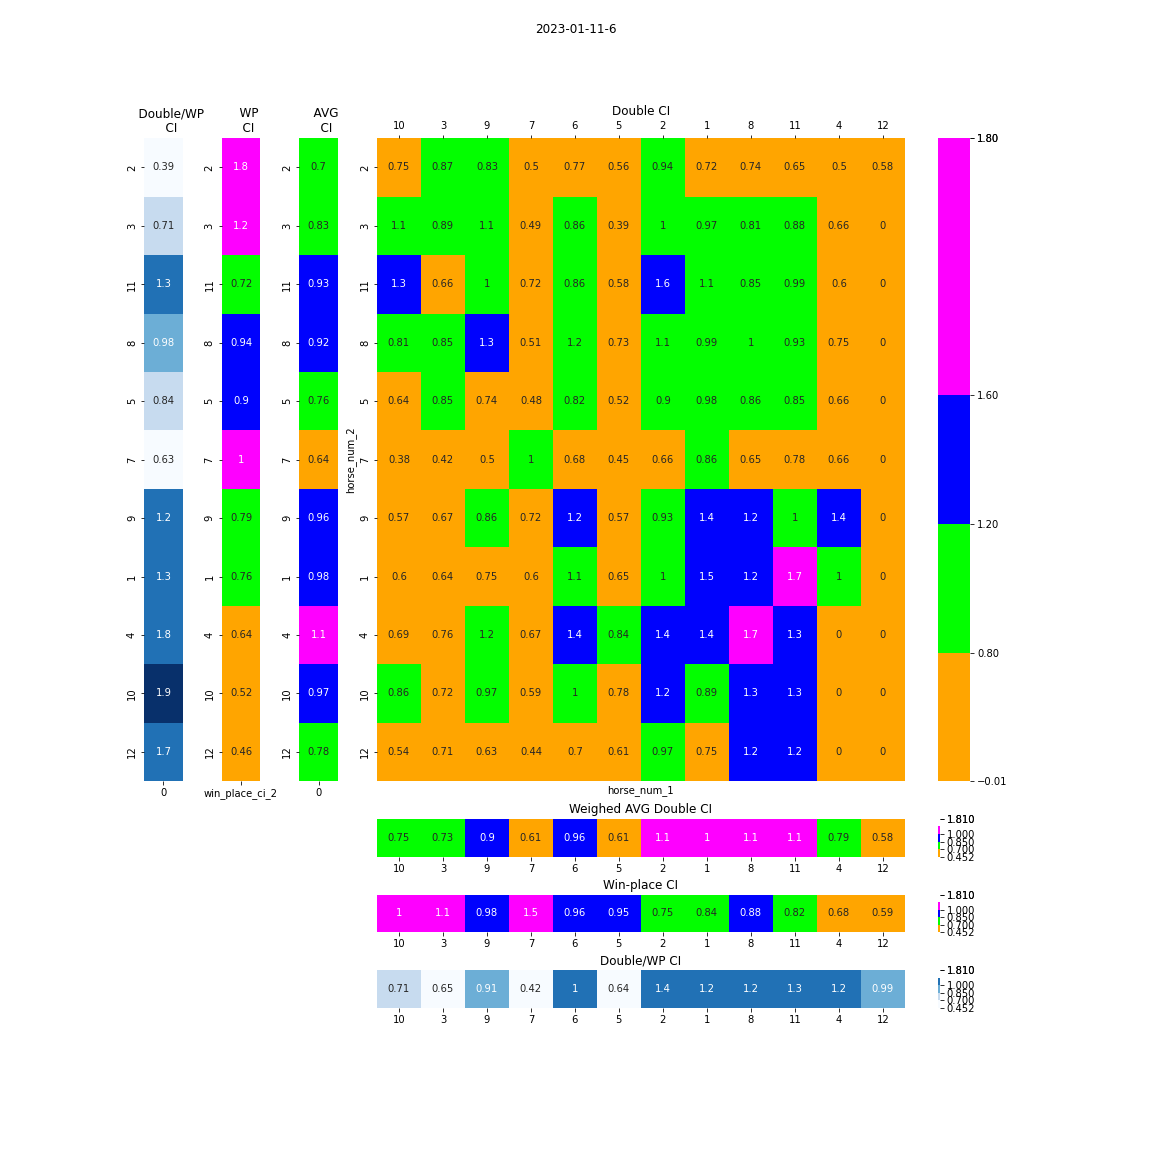 2023-01-11-6
Double/WP CI
WP CI
AVG CI
Double CI
10 3 9 7 6 5 2 1 8 11 4 12
2 0.39 2 1.8 2 0.7 2 0.75 0.87 0.83 0.5 0.77 0.56 0.94 0.72 0.74 0.65 0.5 0.58
3 0.71 3 1.2 3 0.83 3 1.1 0.89 1.1 0.49 0.86 0.39 1 0.97 0.81 0.88 0.66 0
11 1.3 11 0.72 11 0.93 11 1.3 0.66 1 0.72 0.86 0.58 1.6 1.1 0.85 0.99 0.6 0
8 0.98 8 0.94 8 0.92 8 0.81 0.85 1.3 0.51 1.2 0.73 1.1 0.99 1 0.93 0.75 0
5 0.84 5 0.9 5 0.76 5 0.64 0.85 0.74 0.48 0.82 0.52 0.9 0.98 0.86 0.85 0.66 0
7 0.63 7 1 7 0.64 7 0.38 0.42 0.5 1 0.68 0.45 0.66 0.86 0.65 0.78 0.66 0
9 1.2 9 0.79 9 0.96 9 0.57 0.67 0.86 0.72 1.2 0.57 0.93 1.4 1.2 1 1.4 0
1 1.3 1 0.76 1 0.98 1 0.6 0.64 0.75 0.6 1.1 0.65 1 1.5 1.2 1.7 1 0
4 1.8 4 0.64 4 1.1 4 0.69 0.76 1.2 0.67 1.4 0.84 1.4 1.4 1.7 1.3 0 0
10 1.9 10 0.52 10 0.97 10 0.86 0.72 0.97 0.59 1 0.78 1.2 0.89 1.3 1.3 0 0
12 1.7 12 0.46 12 0.78 12 0.54 0.71 0.63 0.44 0.7 0.61 0.97 0.75 1.2 1.2 0 0
horse_num_2
0 win_place_ci_2 0 horse_num_1
1.80
1.60
1.20
0.80
−0.01
Weighed AVG Double CI
0.75 0.73 0.9 0.61 0.96 0.61 1.1 1 1.1 1.1 0.79 0.58
10 3 9 7 6 5 2 1 8 11 4 12
1.000
0.850
0.700
0.452
Win-place CI
1 1.1 0.98 1.5 0.96 0.95 0.75 0.84 0.88 0.82 0.68 0.59
10 3 9 7 6 5 2 1 8 11 4 12
1.000
0.850
0.700
0.452
Double/WP CI
0.71 0.65 0.91 0.42 1 0.64 1.4 1.2 1.2 1.3 1.2 0.99
10 3 9 7 6 5 2 1 8 11 4 12
1.000
0.850
0.700
0.452